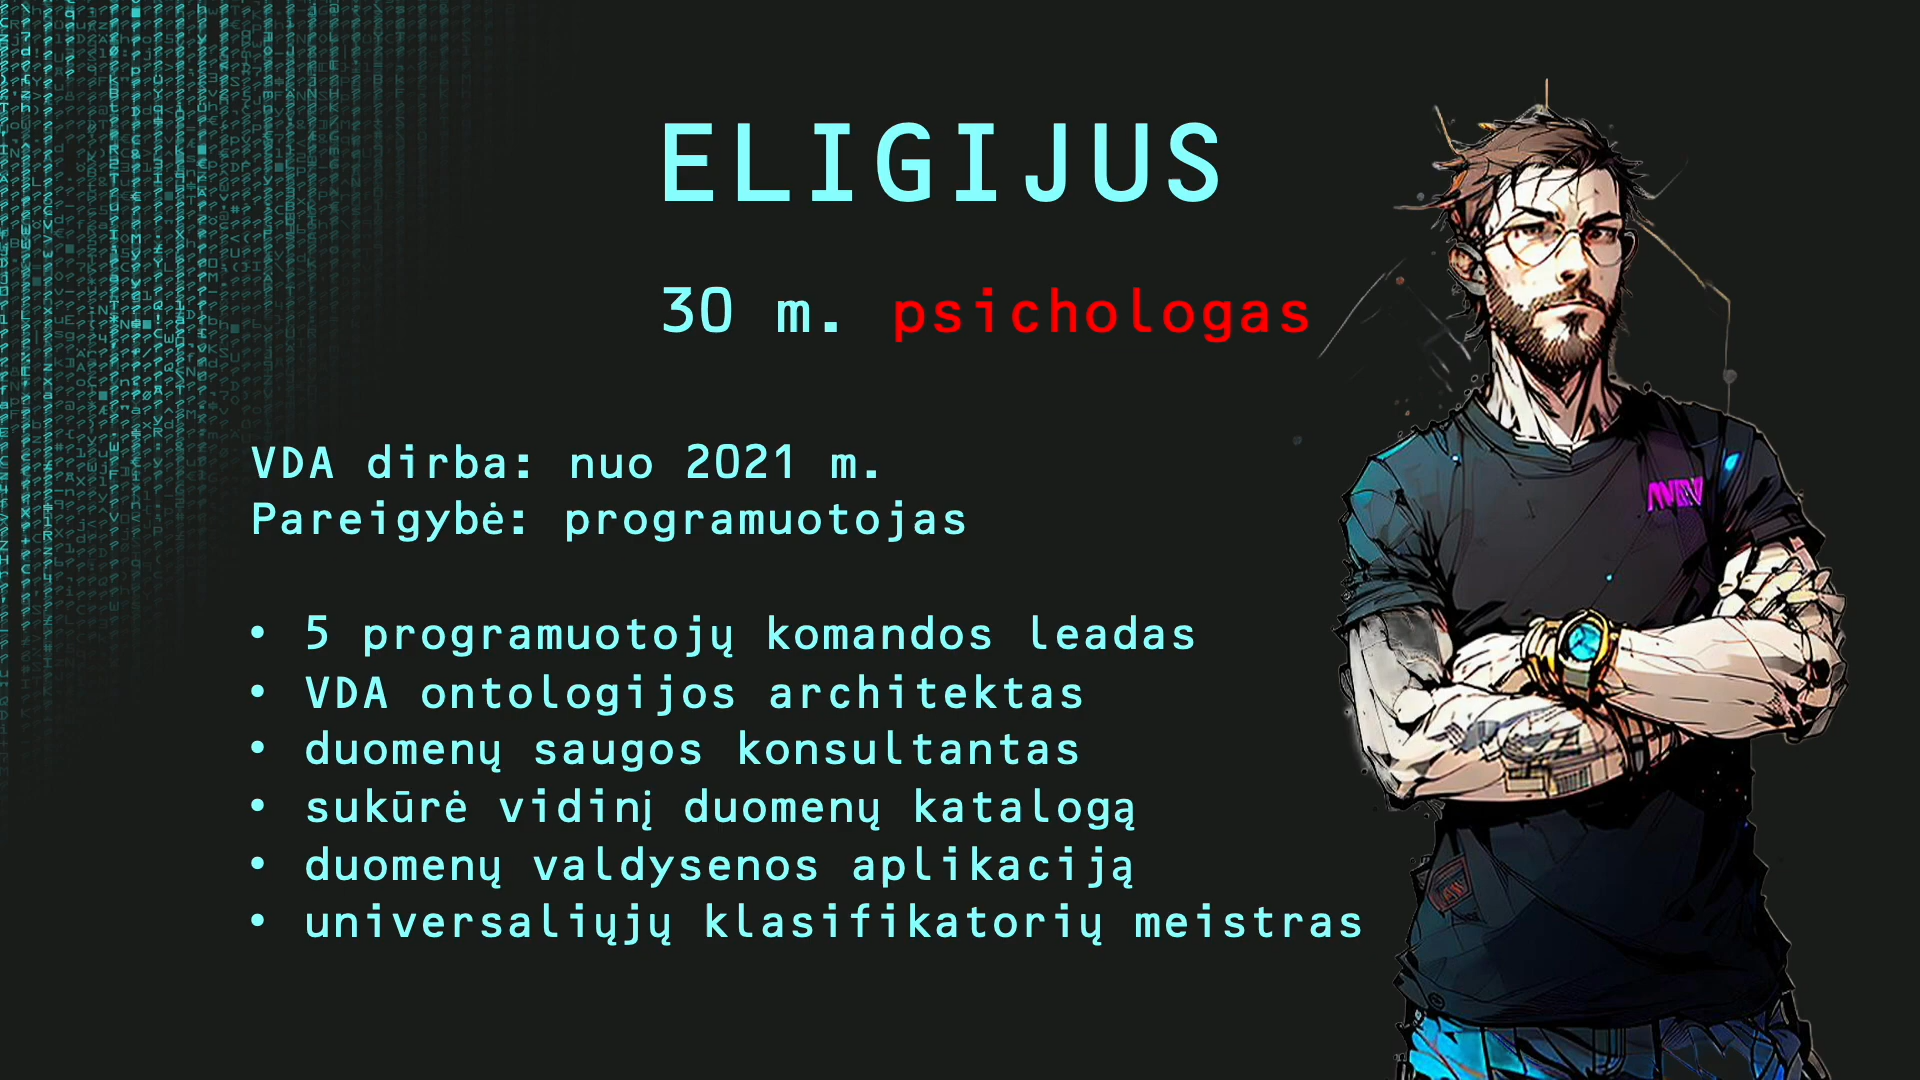 ELIGIJUS
30 m. psichologas
VDA dirba: nuo 2021 m.
Pareigybė: programuotojas
• 5 programuotojų komandos leadas
• VDA ontologijos architektas
• duomenų saugos konsultantas
• sukūrė vidinį duomenų katalogą
• duomenų valdysenos aplikaciją
• universaliųjų klasifikatorių meistras